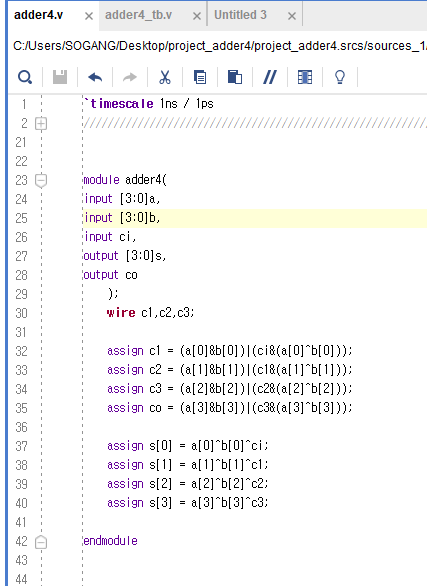 adder4.v × adder4_tb.v × Untitled 3 ×
C:/Users/SOGANG/Desktop/project_adder4/project_adder4.srcs/sources_1/
1 `timescale 1ns / 1ps
2 //////////////////////////////////////////////////////////
21
22
23 module adder4(
24 input [3:0]a,
25 input [3:0]b,
26 input ci,
27 output [3:0]s,
28 output co
29 );
30 wire c1,c2,c3;
31
32 assign c1 = (a[0]&b[0])|(ci&(a[0]^b[0]));
33 assign c2 = (a[1]&b[1])|(c1&(a[1]^b[1]));
34 assign c3 = (a[2]&b[2])|(c2&(a[2]^b[2]));
35 assign co = (a[3]&b[3])|(c3&(a[3]^b[3]));
36
37 assign s[0] = a[0]^b[0]^ci;
38 assign s[1] = a[1]^b[1]^c1;
39 assign s[2] = a[2]^b[2]^c2;
40 assign s[3] = a[3]^b[3]^c3;
41
42 endmodule
43
44